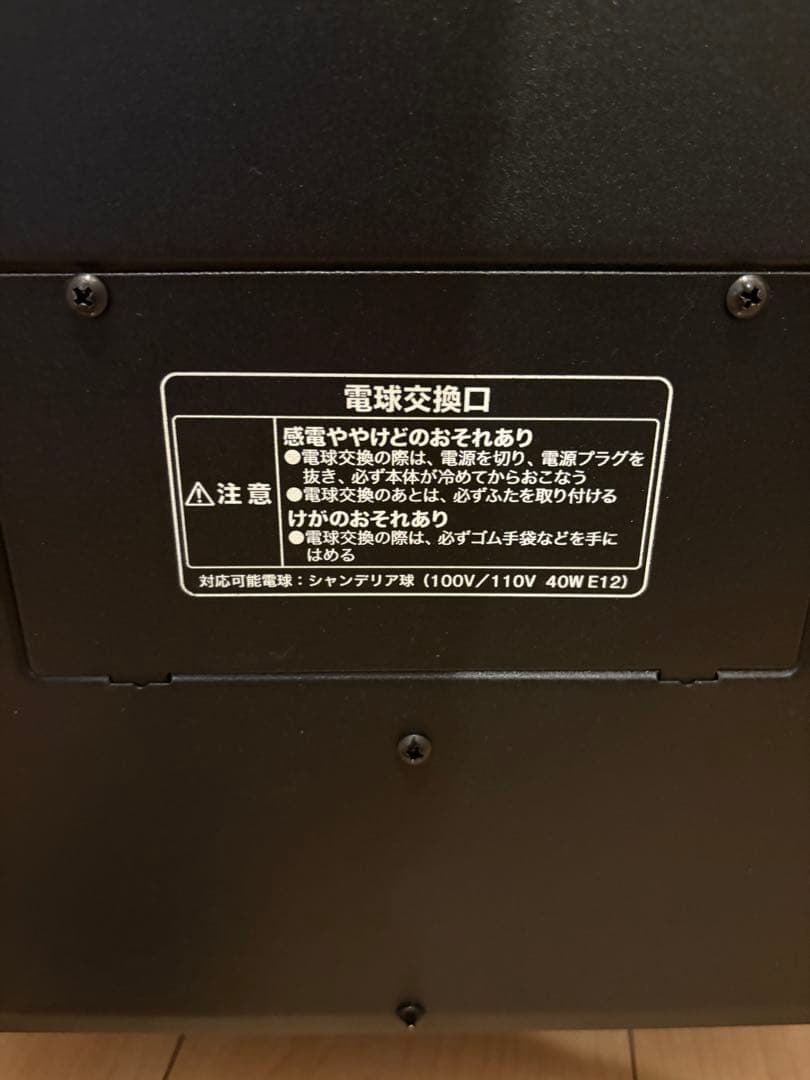 電球交換口
⚠注意
感電ややけどのおそれあり
●電球交換の際は、電源を切り、電源プラグを
抜き、必ず本体が冷めてからおこなう
●電球交換のあとは、必ずふたを取り付ける
けがのおそれあり
●電球交換の際は、必ずゴム手袋などを手に
はめる
対応可能電球：シャンデリア球（100V／110V 40W E12）